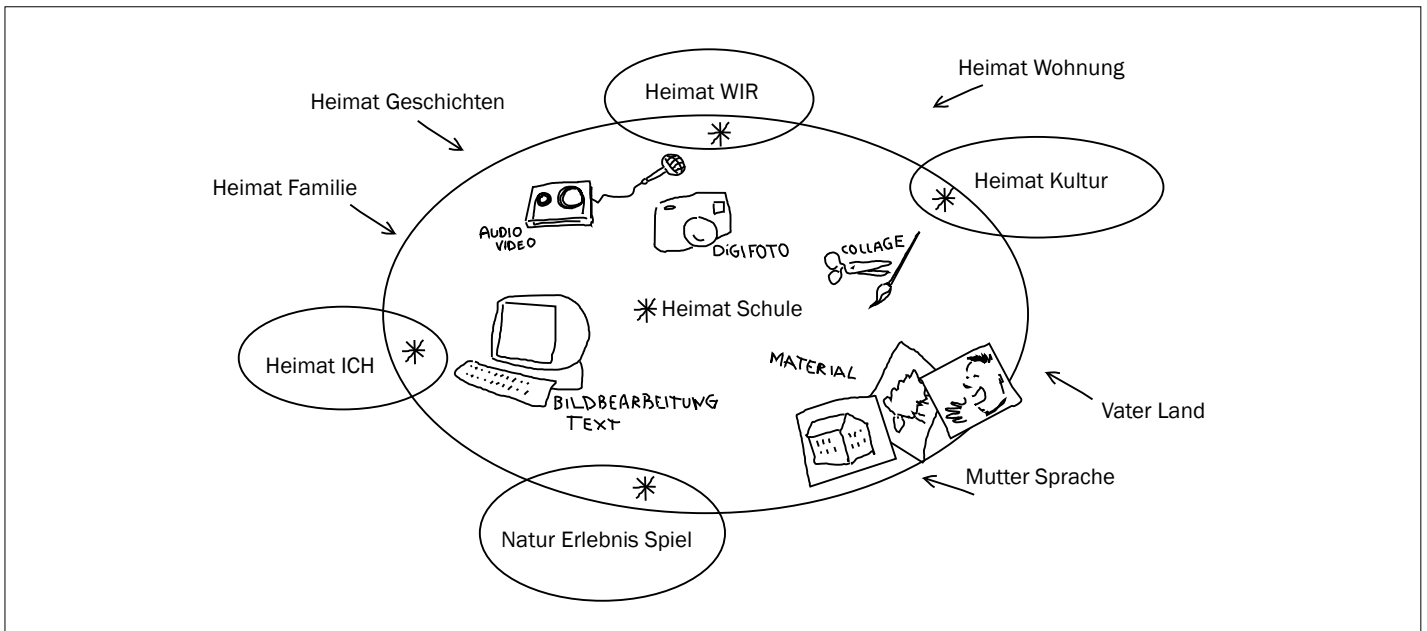 Heimat Wohnung
Heimat WIR
Heimat Geschichten
Heimat Kultur
Heimat Familie
AUDIO
VIDEO
DIGIFOTO
COLLAGE
Heimat Schule
MATERIAL
Heimat ICH
BILDBEARBEITUNG
TEXT
Vater Land
Mutter Sprache
Natur Erlebnis Spiel